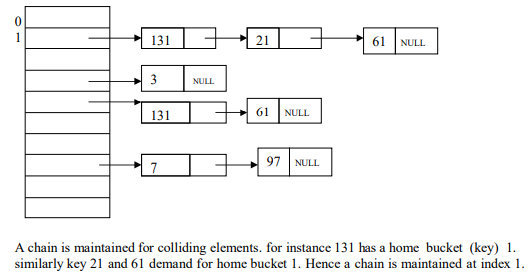 0
1
131 21 61 NULL
3 NULL
131 61 NULL
7 97 NULL
A chain is maintained for colliding elements. for instance 131 has a home bucket (key) 1.
similarly key 21 and 61 demand for home bucket 1. Hence a chain is maintained at index 1.